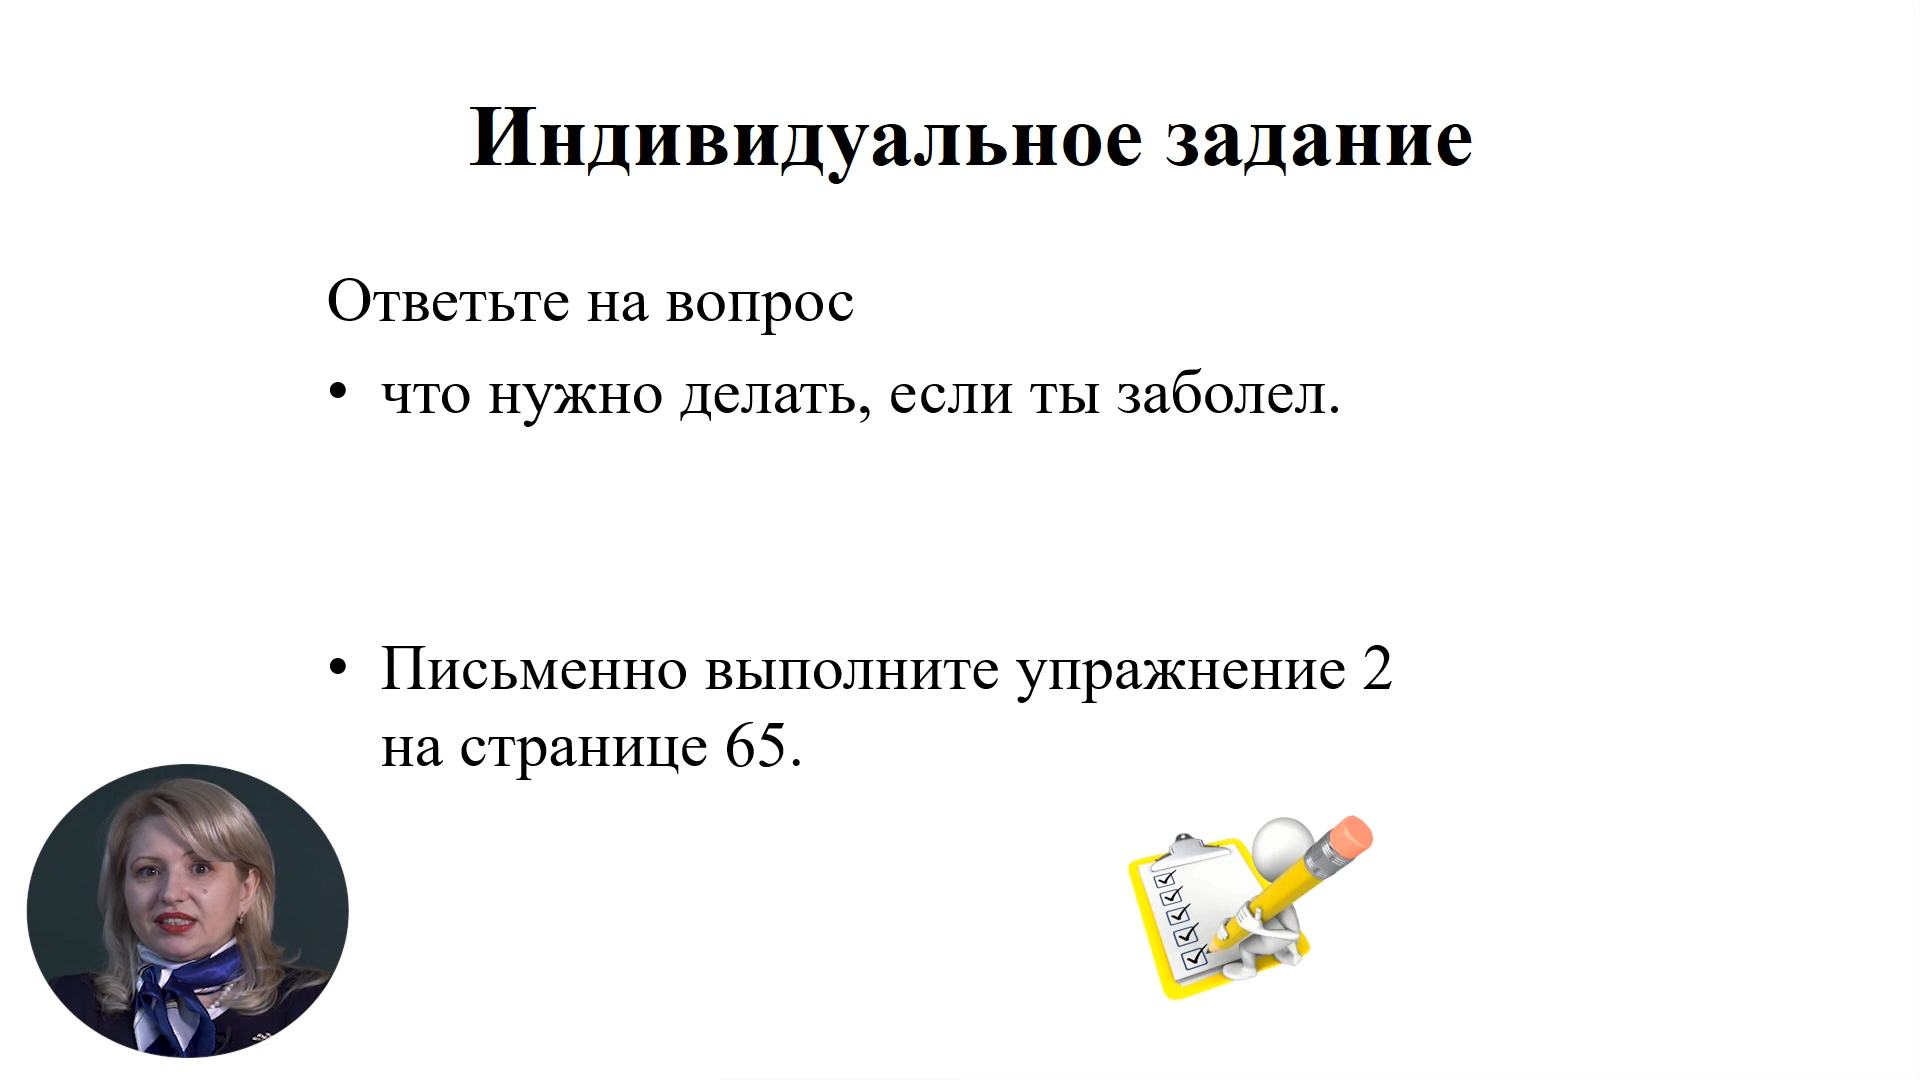 Индивидуальное задание
Ответьте на вопрос
• что нужно делать, если ты заболел.
• Письменно выполните упражнение 2
на странице 65.